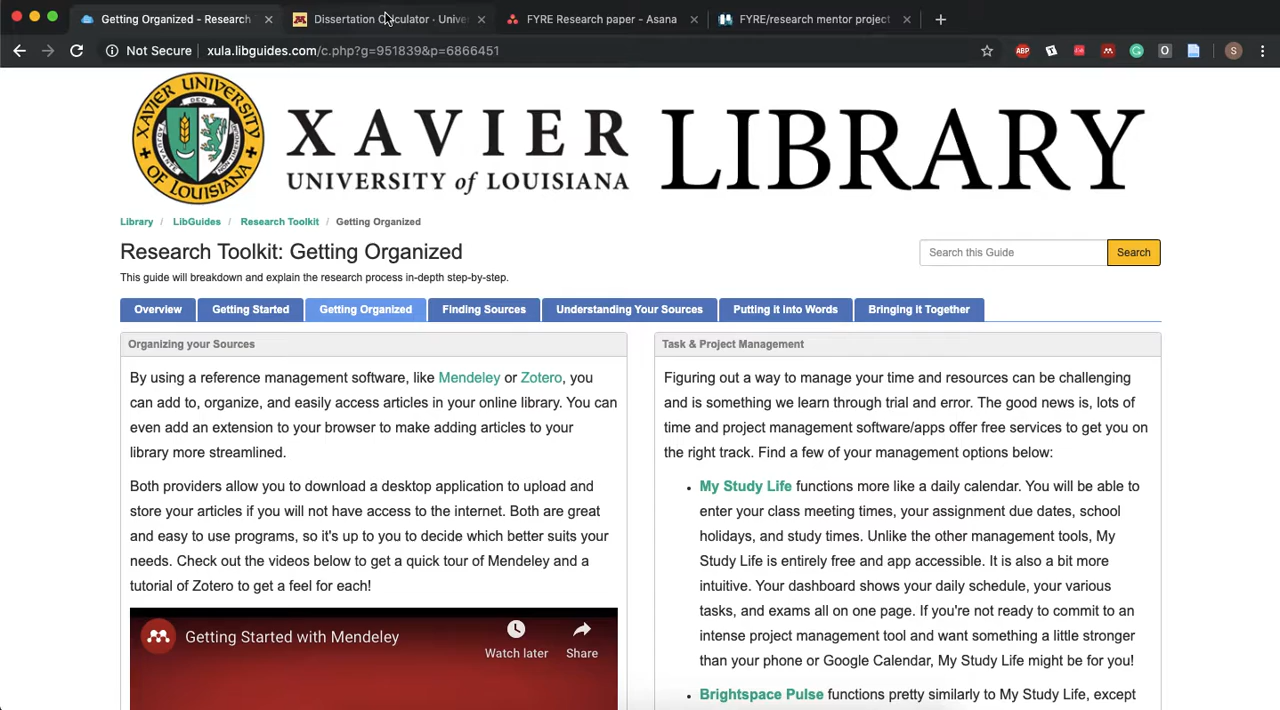 Getting Organized - Research
Dissertation Calculator · Unive
FYRE Research paper - Asana
FYRE/research mentor project
Not Secure
xula.libguides.com/c.php?g=951839&p=6866451
ABP
O
S
XAVIER UNIVERSITY
OF LOUISIANA
XAVIER
UNIVERSITY of LOUISIANA
LIBRARY
Library / LibGuides / Research Toolkit / Getting Organized
Research Toolkit: Getting Organized
Search this Guide
Search
This guide will breakdown and explain the research process in-depth step-by-step.
Overview
Getting Started
Getting Organized
Finding Sources
Understanding Your Sources
Putting it into Words
Bringing It Together
Organizing your Sources
By using a reference management software, like Mendeley or Zotero, you
can add to, organize, and easily access articles in your online library. You can
even add an extension to your browser to make adding articles to your
library more streamlined.
Both providers allow you to download a desktop application to upload and
store your articles if you will not have access to the internet. Both are great
and easy to use programs, so it's up to you to decide which better suits your
needs. Check out the videos below to get a quick tour of Mendeley and a
tutorial of Zotero to get a feel for each!
Getting Started with Mendeley
Watch later
Share
Task & Project Management
Figuring out a way to manage your time and resources can be challenging
and is something we learn through trial and error. The good news is, lots of
time and project management software/apps offer free services to get you on
the right track. Find a few of your management options below:
• My Study Life functions more like a daily calendar. You will be able to
enter your class meeting times, your assignment due dates, school
holidays, and study times. Unlike the other management tools, My
Study Life is entirely free and app accessible. It is also a bit more
intuitive. Your dashboard shows your daily schedule, your various
tasks, and exams all on one page. If you're not ready to commit to an
intense project management tool and want something a little stronger
than your phone or Google Calendar, My Study Life might be for you!
• Brightspace Pulse functions pretty similarly to My Study Life, except